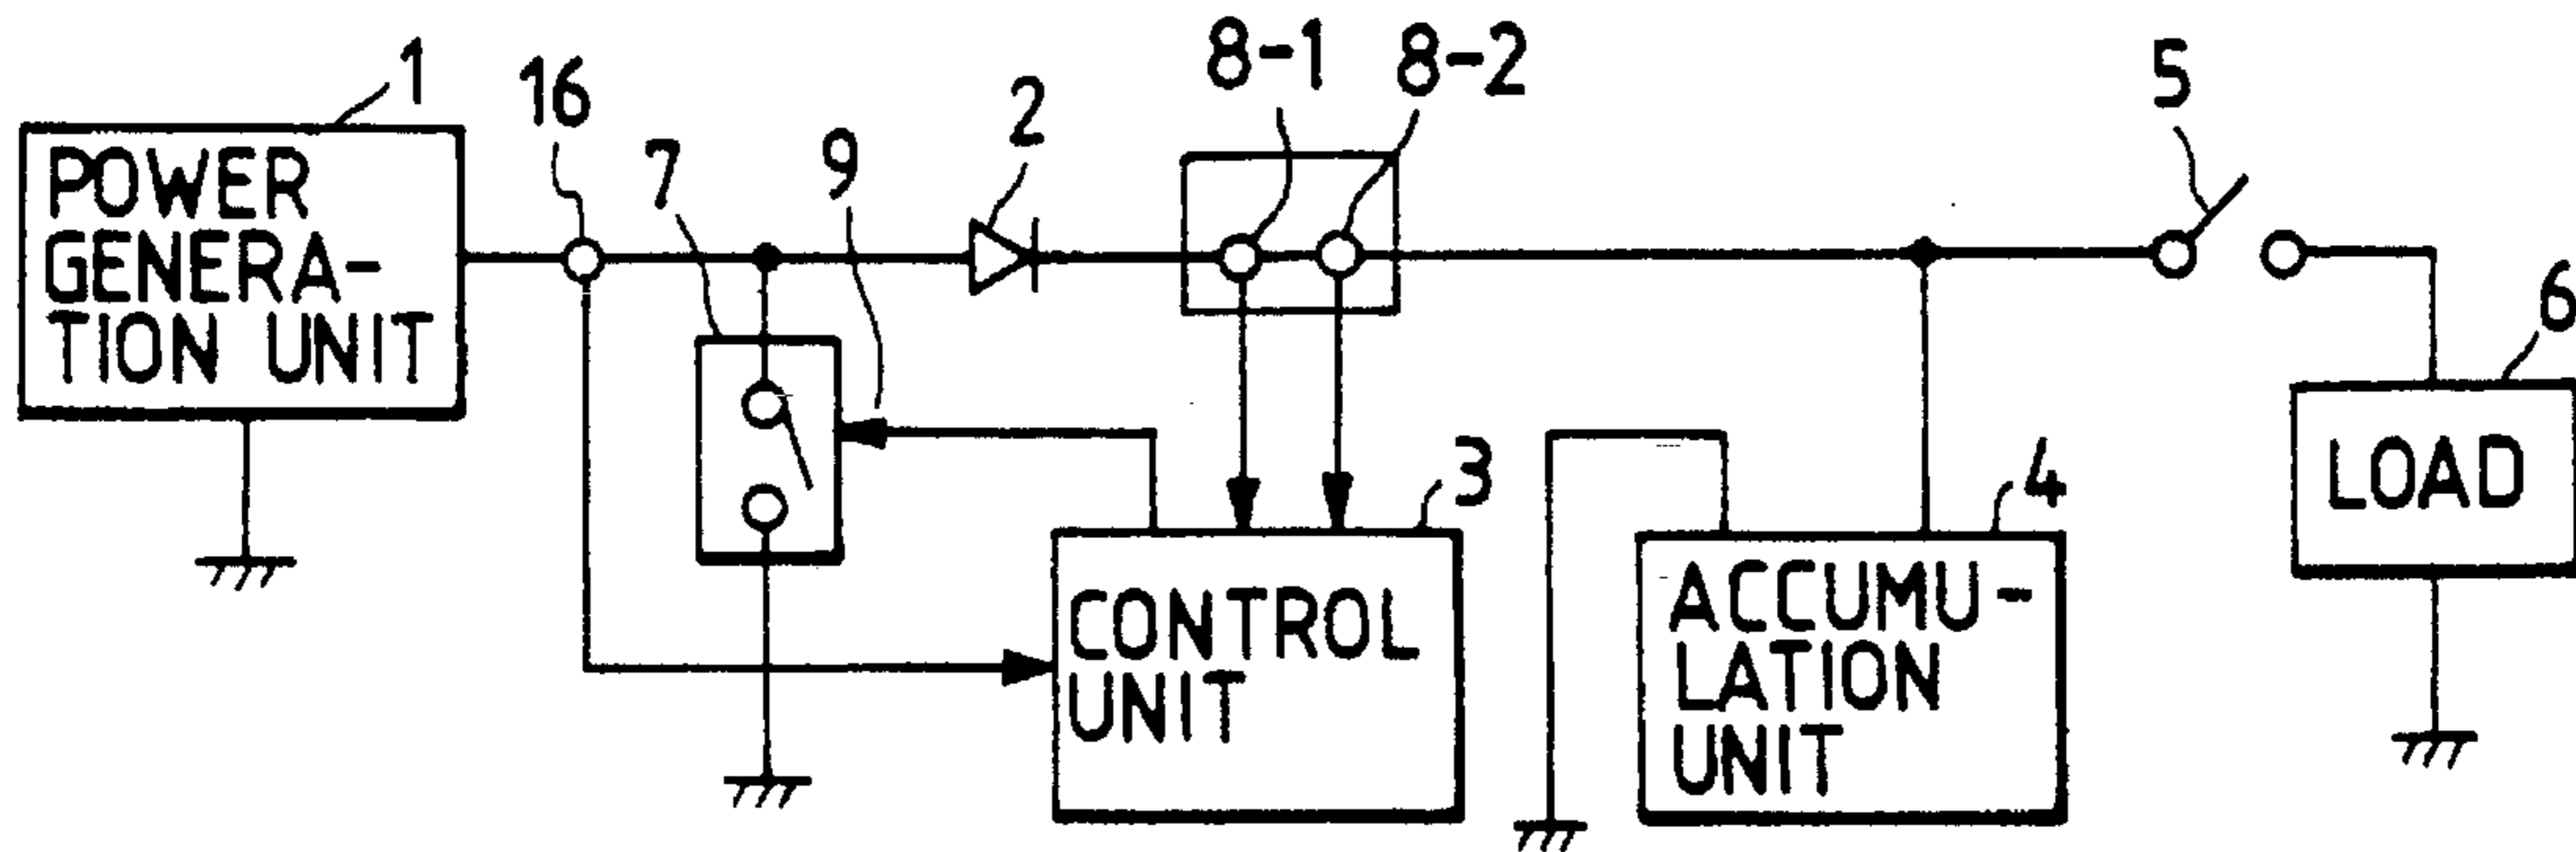 1
16
7
9
2
8-1
8-2
5
6
POWER
GENERA-
TION UNIT
3
CONTROL
UNIT
4
ACCUMU-
LATION
UNIT
LOAD